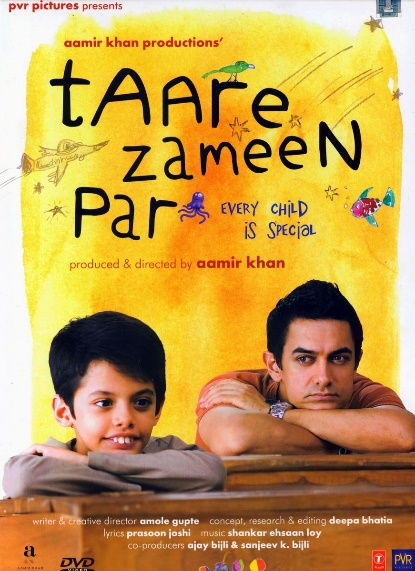 pvr pictures presents
aamir khan productions'
tAAre
zameeN
Par
EVERY CHILD
iS SPECiAL
produced & directed by aamir khan
writer & creative director amole gupte concept, research & editing deepa bhatia
lyrics prasoon joshi music shankar ehsaan loy
co-producers ajay bijli & sanjeev k. bijli
a
DVD
VIDEO
T
PVR